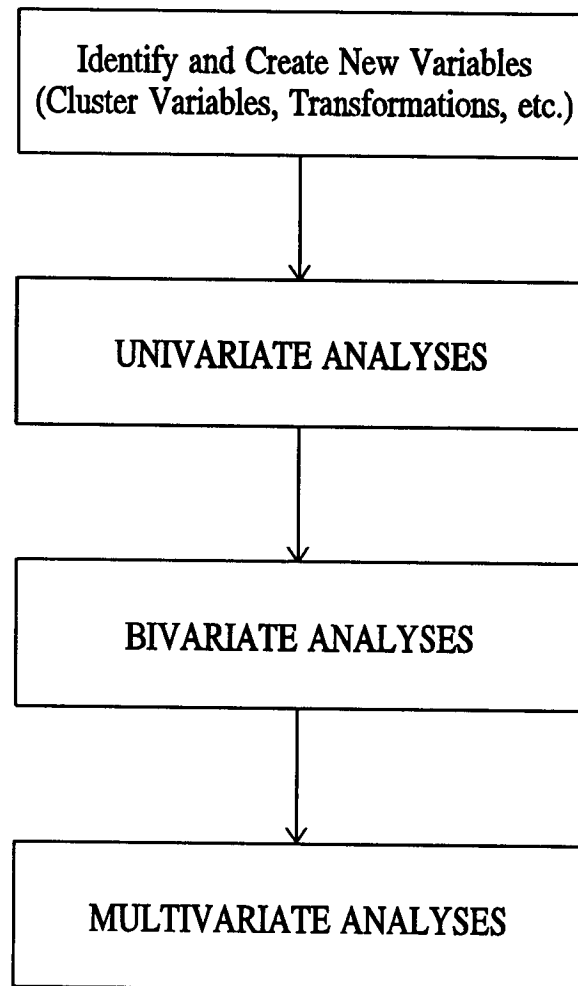 Identify and Create New Variables
(Cluster Variables, Transformations, etc.)
UNIVARIATE ANALYSES
BIVARIATE ANALYSES
MULTIVARIATE ANALYSES